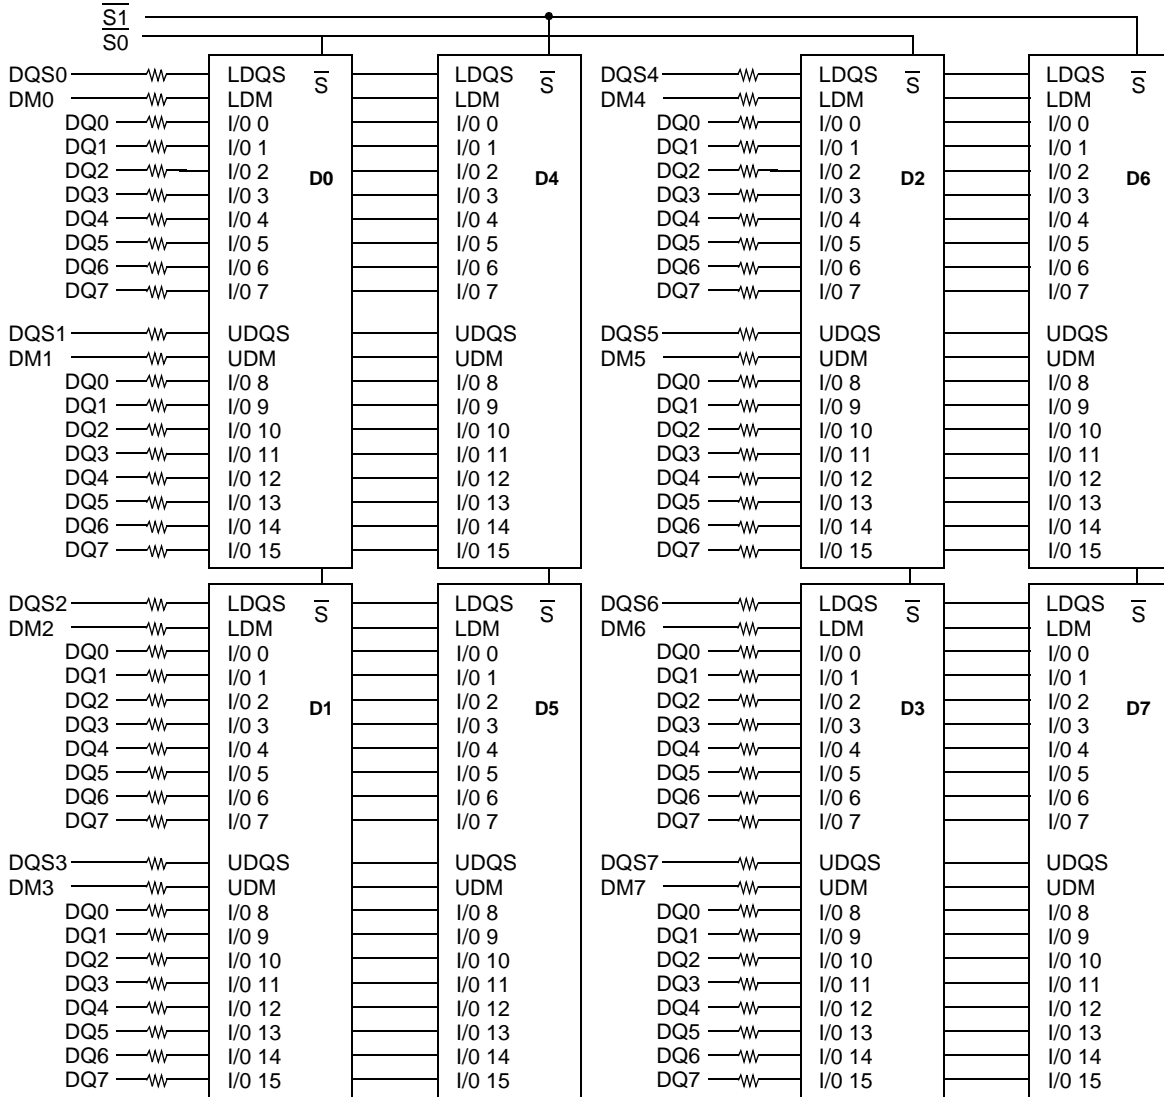 S1
S0
DQS0 LDQS S LDQS S DQS4 LDQS S LDQS S
DM0 LDM LDM DM4 LDM LDM
DQ0 I/0 0 I/0 0 DQ0 I/0 0 I/0 0
DQ1 I/0 1 I/0 1 DQ1 I/0 1 I/0 1
DQ2 I/0 2 D0 I/0 2 D4 DQ2 I/0 2 D2 I/0 2 D6
DQ3 I/0 3 I/0 3 DQ3 I/0 3 I/0 3
DQ4 I/0 4 I/0 4 DQ4 I/0 4 I/0 4
DQ5 I/0 5 I/0 5 DQ5 I/0 5 I/0 5
DQ6 I/0 6 I/0 6 DQ6 I/0 6 I/0 6
DQ7 I/0 7 I/0 7 DQ7 I/0 7 I/0 7
DQS1 UDQS UDQS DQS5 UDQS UDQS
DM1 UDM UDM DM5 UDM UDM
DQ0 I/0 8 I/0 8 DQ0 I/0 8 I/0 8
DQ1 I/0 9 I/0 9 DQ1 I/0 9 I/0 9
DQ2 I/0 10 I/0 10 DQ2 I/0 10 I/0 10
DQ3 I/0 11 I/0 11 DQ3 I/0 11 I/0 11
DQ4 I/0 12 I/0 12 DQ4 I/0 12 I/0 12
DQ5 I/0 13 I/0 13 DQ5 I/0 13 I/0 13
DQ6 I/0 14 I/0 14 DQ6 I/0 14 I/0 14
DQ7 I/0 15 I/0 15 DQ7 I/0 15 I/0 15
DQS2 LDQS S LDQS S DQS6 LDQS S LDQS S
DM2 LDM LDM DM6 LDM LDM
DQ0 I/0 0 I/0 0 DQ0 I/0 0 I/0 0
DQ1 I/0 1 I/0 1 DQ1 I/0 1 I/0 1
DQ2 I/0 2 D1 I/0 2 D5 DQ2 I/0 2 D3 I/0 2 D7
DQ3 I/0 3 I/0 3 DQ3 I/0 3 I/0 3
DQ4 I/0 4 I/0 4 DQ4 I/0 4 I/0 4
DQ5 I/0 5 I/0 5 DQ5 I/0 5 I/0 5
DQ6 I/0 6 I/0 6 DQ6 I/0 6 I/0 6
DQ7 I/0 7 I/0 7 DQ7 I/0 7 I/0 7
DQS3 UDQS UDQS DQS7 UDQS UDQS
DM3 UDM UDM DM7 UDM UDM
DQ0 I/0 8 I/0 8 DQ0 I/0 8 I/0 8
DQ1 I/0 9 I/0 9 DQ1 I/0 9 I/0 9
DQ2 I/0 10 I/0 10 DQ2 I/0 10 I/0 10
DQ3 I/0 11 I/0 11 DQ3 I/0 11 I/0 11
DQ4 I/0 12 I/0 12 DQ4 I/0 12 I/0 12
DQ5 I/0 13 I/0 13 DQ5 I/0 13 I/0 13
DQ6 I/0 14 I/0 14 DQ6 I/0 14 I/0 14
DQ7 I/0 15 I/0 15 DQ7 I/0 15 I/0 15